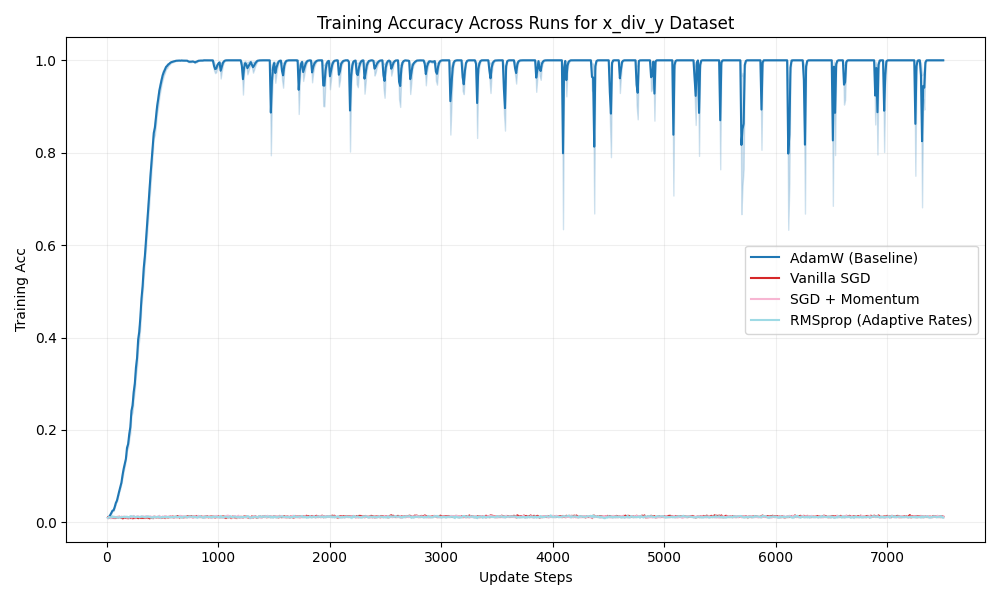 Training Accuracy Across Runs for x_div_y Dataset
Training Acc
1.0
0.8
0.6
0.4
0.2
0.0
AdamW (Baseline)
Vanilla SGD
SGD + Momentum
RMSprop (Adaptive Rates)
0 1000 2000 3000 4000 5000 6000 7000
Update Steps